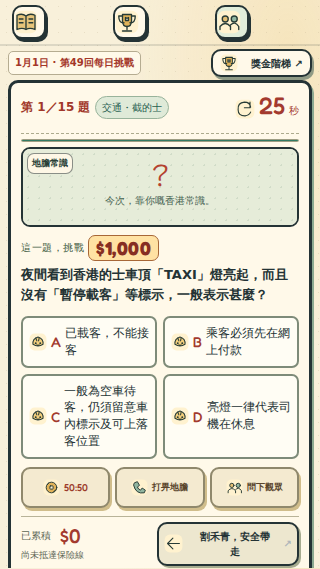 1月1日·第49回每日挑戰
獎金階梯 ↗
第 1／15 題
交通·截的士
25 秒
地膽常識
?
今次，靠你嘅香港常識。
這一題，挑戰 $1,000
夜間看到香港的士車頂「TAXI」燈亮起，而且
沒有「暫停載客」等標示，一般表示甚麼？
A 已載客，不能接
客
B 乘客必須先在網
上付款
C 一般為空車待
客，仍須留意車
內標示及可上落
客位置
D 亮燈一律代表司
機在休息
50:50
打畀地膽
問下觀眾
已累積 $0
尚未抵達保險線
← 割禾青，安全帶
走 ↗